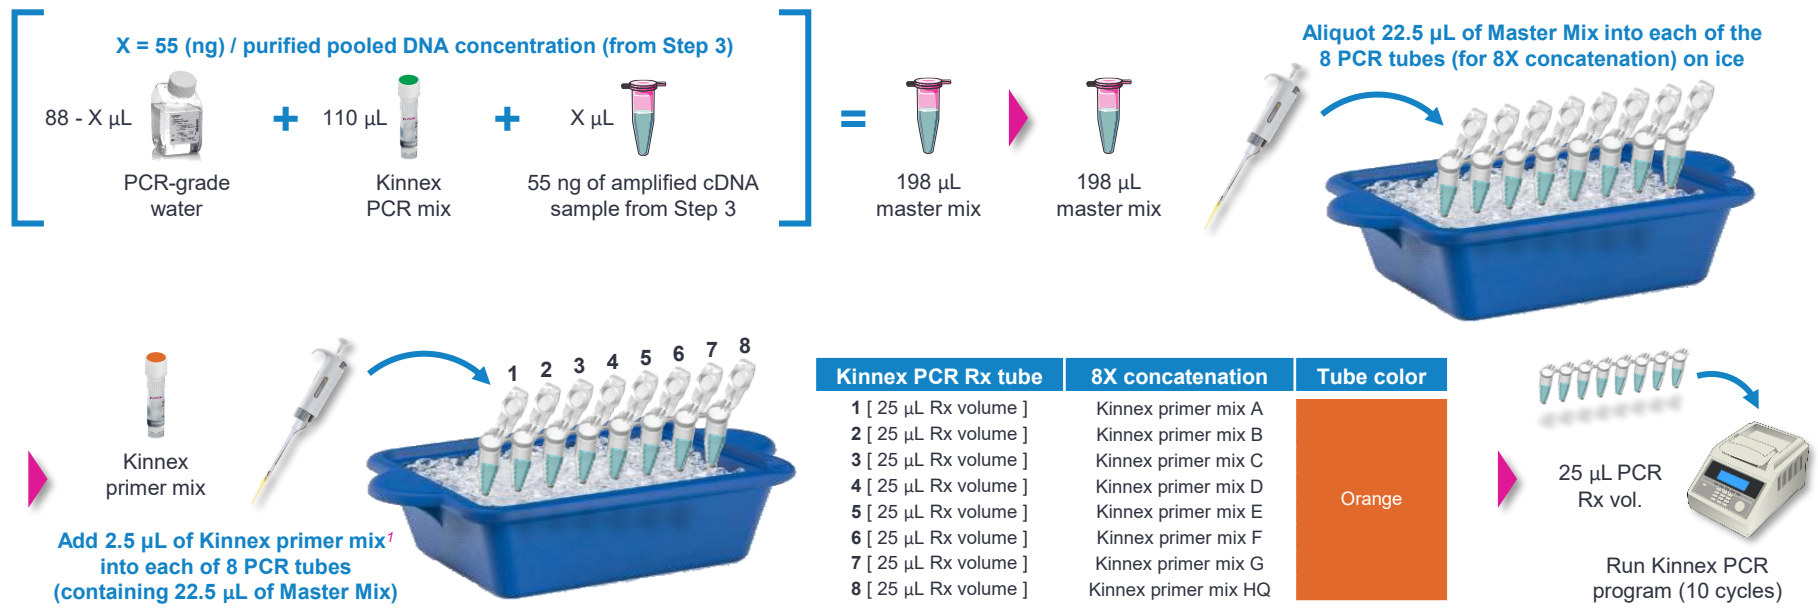 X = 55 (ng) / purified pooled DNA concentration (from Step 3)
88 - X µL
+
110 µL
+
X µL
=
PCR-grade
water
Kinnex
PCR mix
55 ng of amplified cDNA
sample from Step 3
198 µL
master mix
198 µL
master mix
Aliquot 22.5 µL of Master Mix into each of the
8 PCR tubes (for 8X concatenation) on ice
Kinnex
primer mix
Add 2.5 µL of Kinnex primer mix1
into each of 8 PCR tubes
(containing 22.5 µL of Master Mix)
1 2 3 4 5 6 7 8
Kinnex PCR Rx tube 8X concatenation Tube color
1 [ 25 µL Rx volume ] Kinnex primer mix A
2 [ 25 µL Rx volume ] Kinnex primer mix B
3 [ 25 µL Rx volume ] Kinnex primer mix C
4 [ 25 µL Rx volume ] Kinnex primer mix D
Orange
5 [ 25 µL Rx volume ] Kinnex primer mix E
6 [ 25 µL Rx volume ] Kinnex primer mix F
7 [ 25 µL Rx volume ] Kinnex primer mix G
8 [ 25 µL Rx volume ] Kinnex primer mix HQ
25 µL PCR
Rx vol.
Run Kinnex PCR
program (10 cycles)